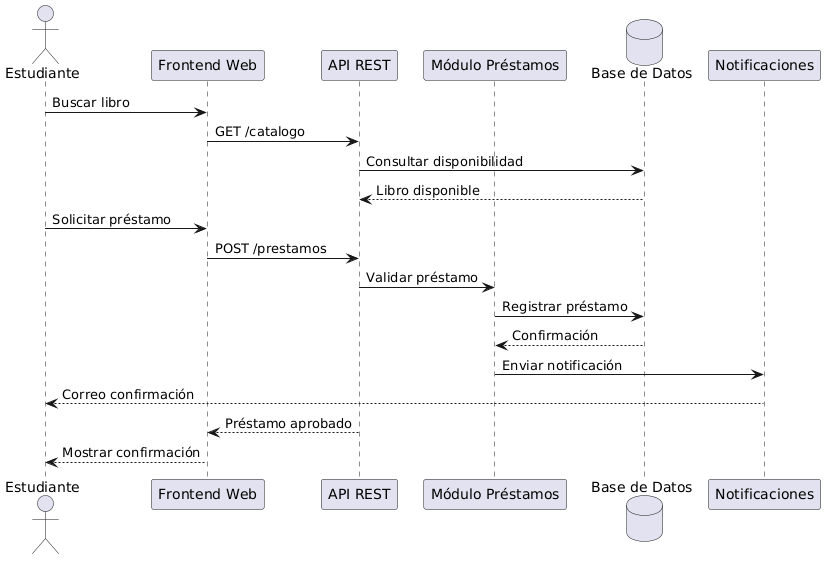 Estudiante
Frontend Web
API REST
Módulo Préstamos
Base de Datos
Notificaciones
Buscar libro
GET /catalogo
Consultar disponibilidad
Libro disponible
Solicitar préstamo
POST /prestamos
Validar préstamo
Registrar préstamo
Confirmación
Enviar notificación
Correo confirmación
Préstamo aprobado
Mostrar confirmación
Estudiante
Frontend Web
API REST
Módulo Préstamos
Base de Datos
Notificaciones